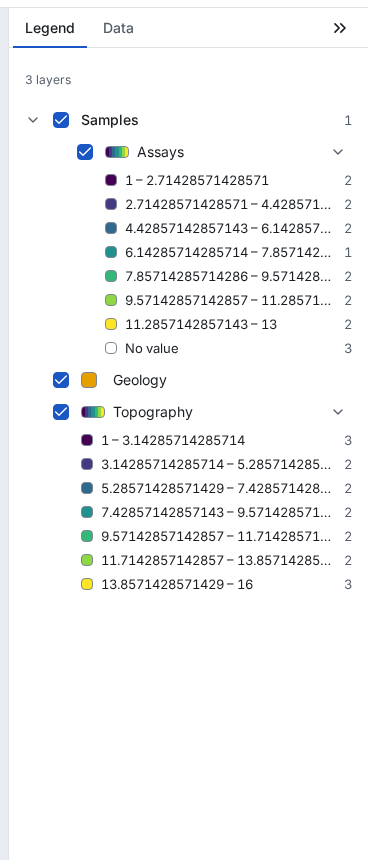 Legend Data
3 layers
Samples 1
Assays
1 – 2.71428571428571 2
2.71428571428571 – 4.428571... 2
4.42857142857143 – 6.142857... 2
6.14285714285714 – 7.857142... 1
7.85714285714286 – 9.571428... 2
9.57142857142857 – 11.28571... 2
11.2857142857143 – 13 2
No value 3
Geology
Topography
1 – 3.14285714285714 3
3.14285714285714 – 5.285714285... 2
5.28571428571429 – 7.428571428... 2
7.42857142857143 – 9.571428571... 2
9.57142857142857 – 11.71428571... 2
11.7142857142857 – 13.85714285... 2
13.8571428571429 – 16 3